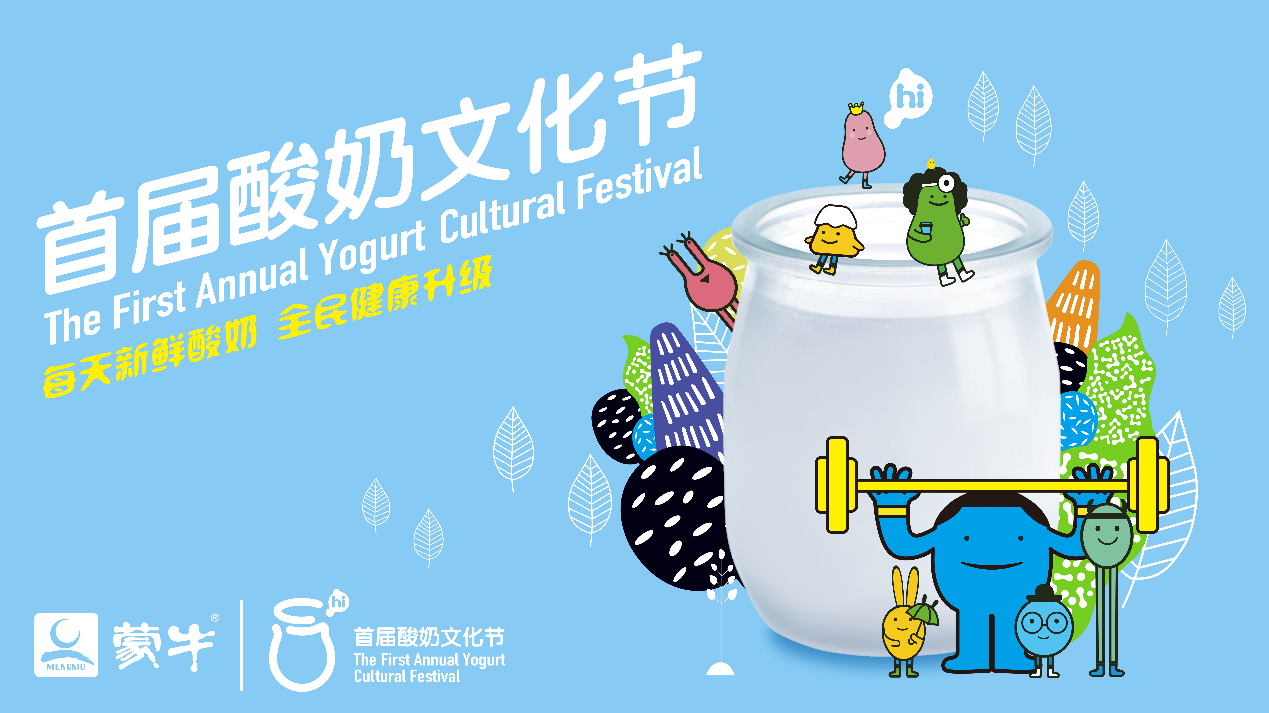 首届酸奶文化节
The First Annual Yogurt Cultural Festival
每天新鲜酸奶 全民健康升级
hi
MENGNIU
蒙牛®
hi
首届酸奶文化节
The First Annual Yogurt
Cultural Festival